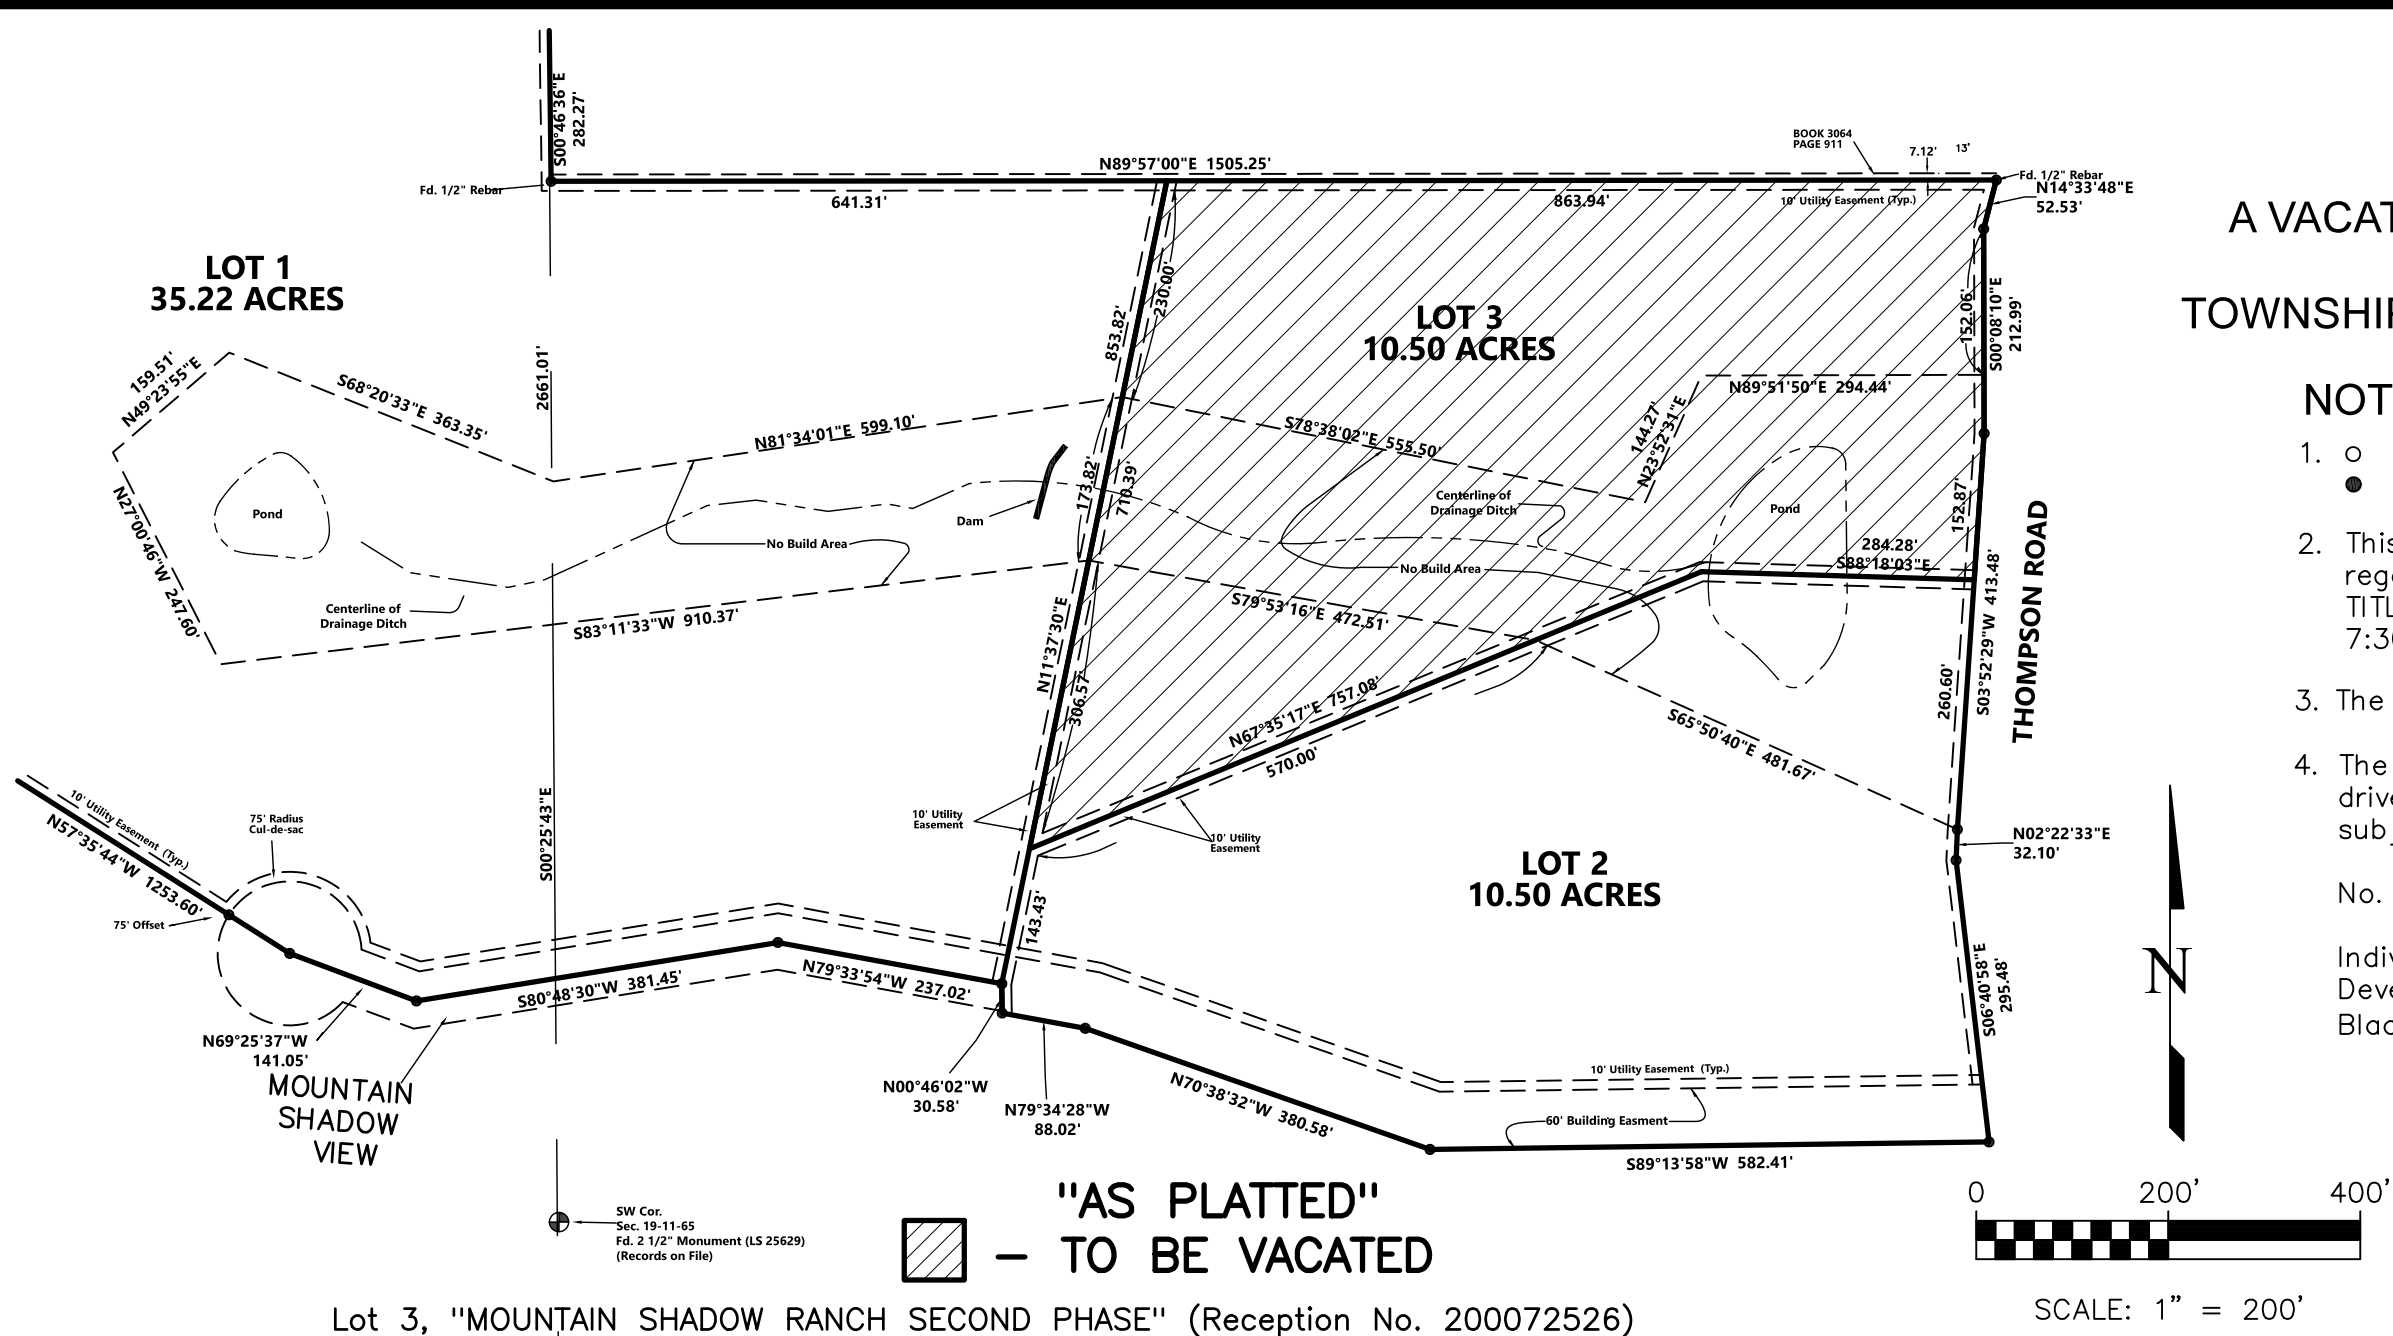 S00°46'36"E
282.27'
BOOK 3064
PAGE 911
7.12'
13'
N89°57'00"E 1505.25'
Fd. 1/2" Rebar
Fd. 1/2" Rebar
N14°33'48"E
52.53'
641.31'
863.94'
10' Utility Easement (Typ.)
A VACAT
LOT 1
35.22 ACRES
230.00'
853.82'
LOT 3
10.50 ACRES
152.06'
S00°08'10"E
212.99'
TOWNSHIP
159.51'
N49°23'55"E
S68°20'33"E 363.35'
2661.01'
N81°34'01"E 599.10'
S78°38'02"E 555.50'
144.27'
N23°52'31"E
N89°51'50"E 294.44'
NOT
1.
173.82'
710.39'
Pond
Dam
No Build Area
Centerline of
Drainage Ditch
Pond
152.87'
N27°00'46"W 247.60'
Centerline of
Drainage Ditch
S83°11'33"W 910.37'
No Build Area
S79°53'16"E 472.51'
284.28'
S88°18'03"E
2. This
rega
TITL
7:30
THOMPSON ROAD
S03°52'29"W 413.48'
260.60'
N11°37'30"E
306.57'
N67°35'17"E 757.08'
570.00'
S65°50'40"E 481.67'
3. The
4. The
drive
subj
10' Utility Easement (Typ.)
N57°35'44"W 1253.60'
75' Radius
Cul-de-sac
S00°25'43"E
10' Utility
Easement
10' Utility
Easement
LOT 2
10.50 ACRES
N02°22'33"E
32.10'
No.
75' Offset
143.43'
N79°33'54"W 237.02'
S80°48'30"W 381.45'
S06°40'58"E
295.48'
N
Indiv
Deve
Blac
N69°25'37"W
141.05'
MOUNTAIN
SHADOW
VIEW
N00°46'02"W
30.58'
N79°34'28"W
88.02'
N70°38'32"W 380.58'
10' Utility Easement (Typ.)
60' Building Easment
S89°13'58"W 582.41'
SW Cor.
Sec. 19-11-65
Fd. 2 1/2" Monument (LS 25629)
(Records on File)
"AS PLATTED"
– TO BE VACATED
0 200' 400'
SCALE: 1" = 200'
Lot 3, "MOUNTAIN SHADOW RANCH SECOND PHASE" (Reception No. 200072526)